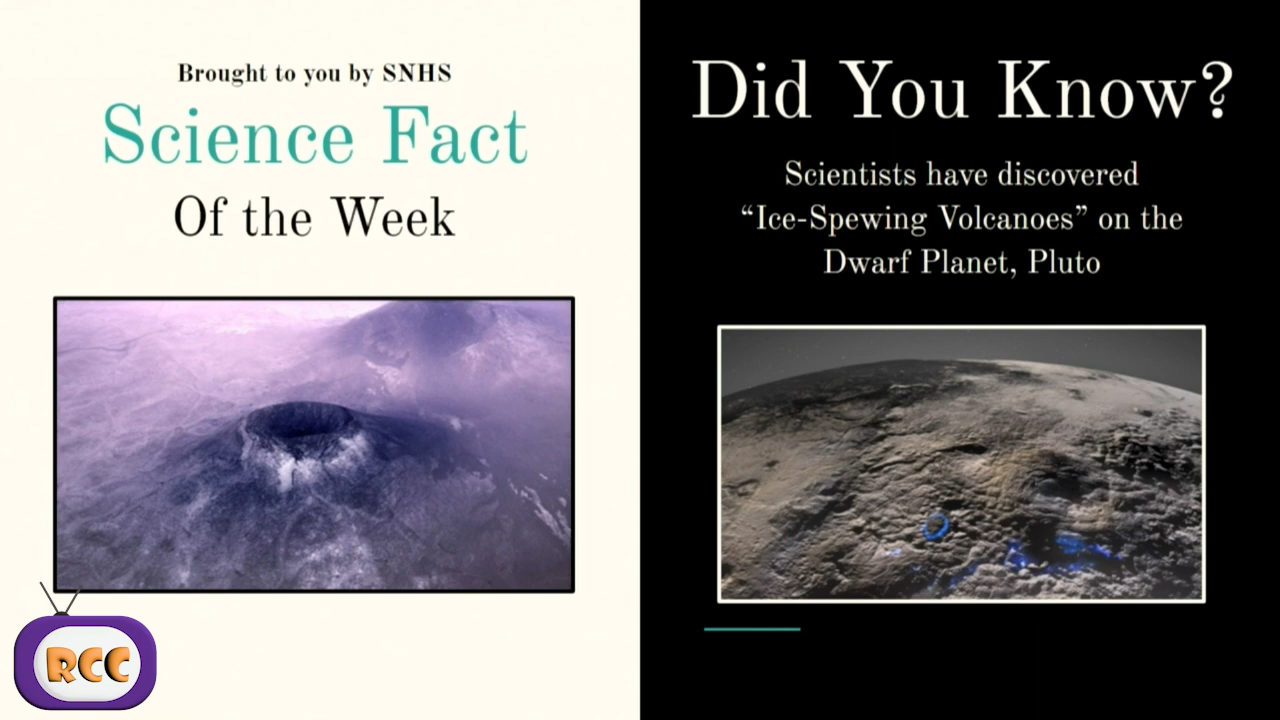 Brought to you by SNHS
Science Fact
Of the Week
Did You Know?
Scientists have discovered
“Ice-Spewing Volcanoes” on the
Dwarf Planet, Pluto
RCC